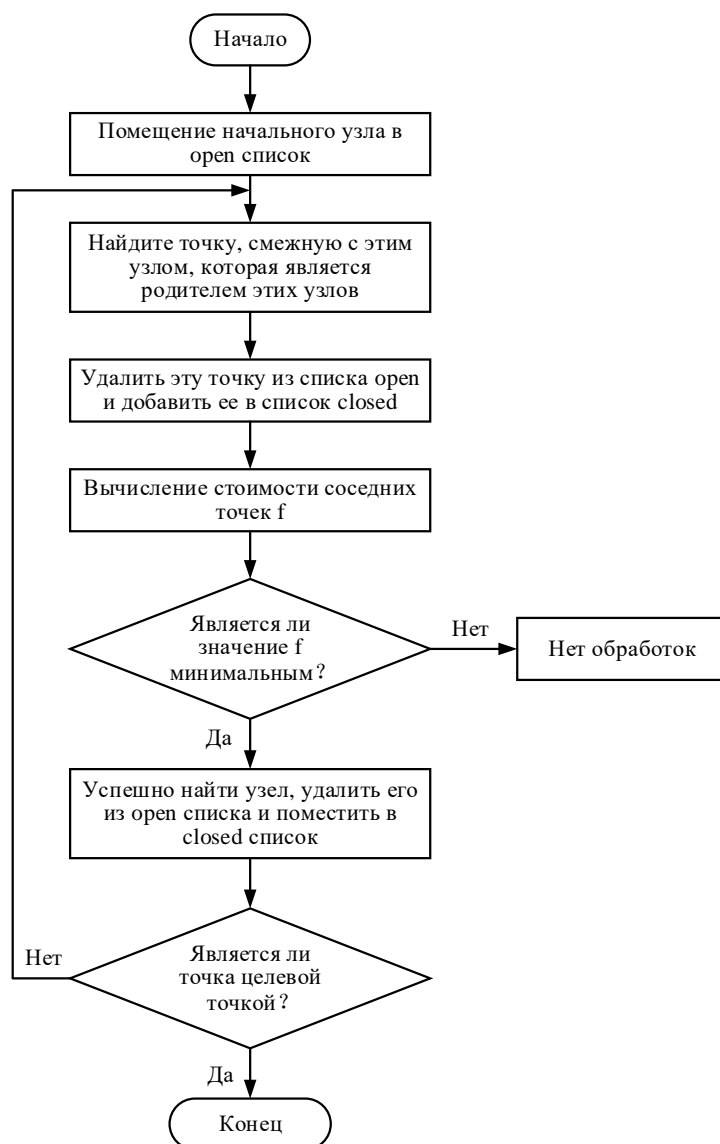 Начало
Помещение начального узла в
open список
Найдите точку, смежную с этим
узлом, которая является
родителем этих узлов
Удалить эту точку из списка open
и добавить ее в список closed
Вычисление стоимости соседних
точек f
Является ли
значение f
минимальным?
Нет
Нет обработок
Да
Успешно найти узел, удалить его
из open списка и поместить в
closed список
Нет
Является ли
точка целевой
точкой?
Да
Конец